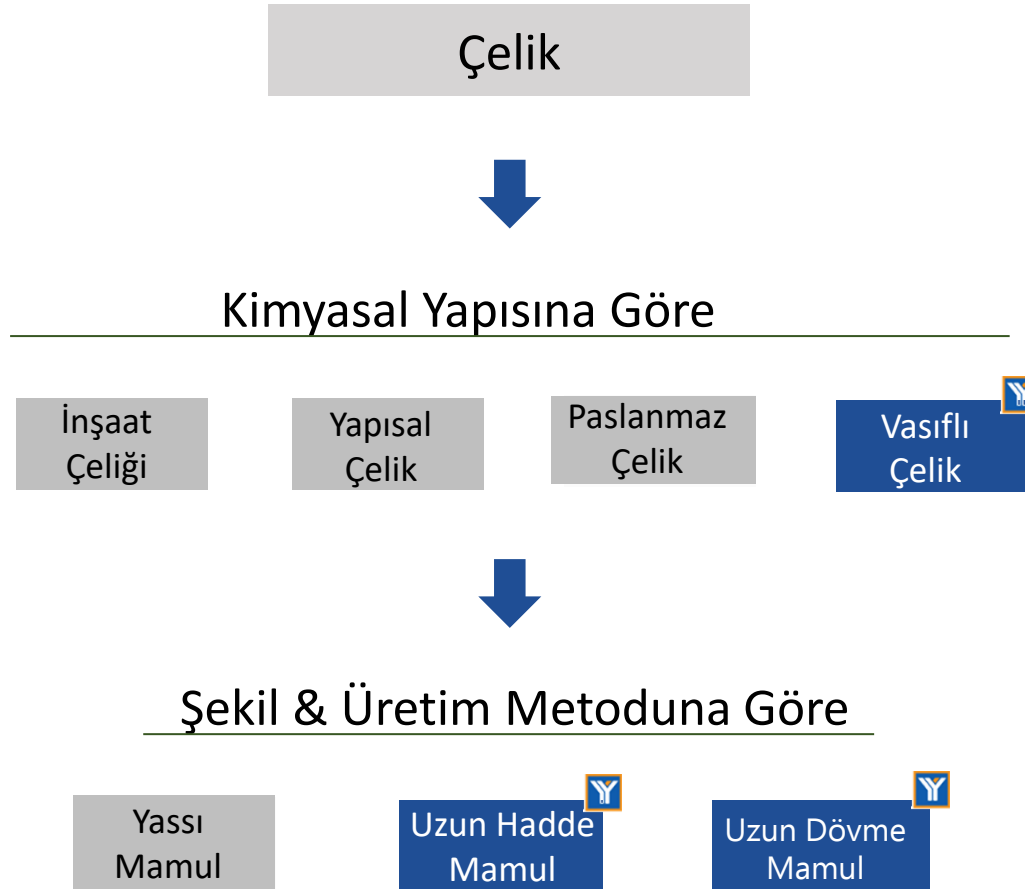 Çelik
Kimyasal Yapısına Göre
İnşaat
Çeliği
Yapısal
Çelik
Paslanmaz
Çelik
Vasıflı
Çelik
Şekil & Üretim Metoduna Göre
Yassı
Mamul
Uzun Hadde
Mamul
Uzun Dövme
Mamul